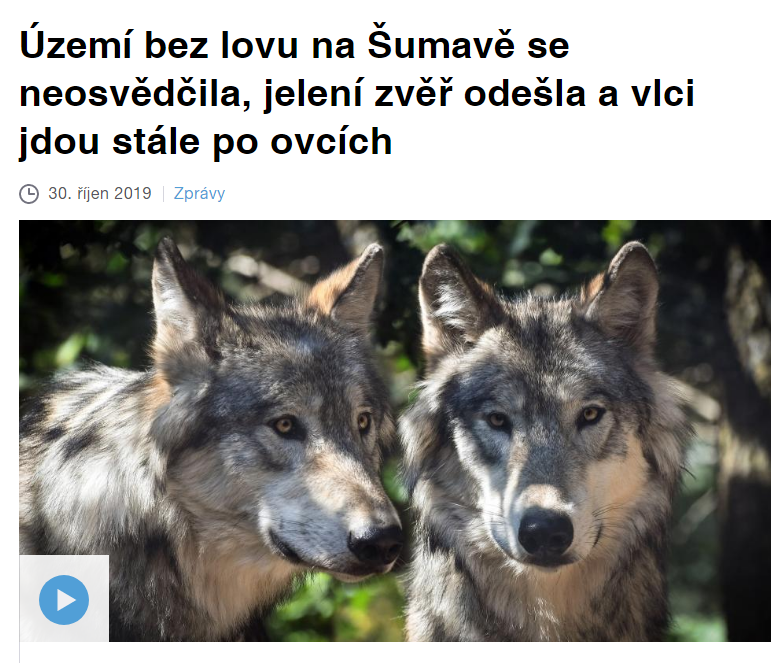 Území bez lovu na Šumavě se
neosvědčila, jelení zvěř odešla a vlci
jdou stále po ovcích
30. říjen 2019 | Zprávy